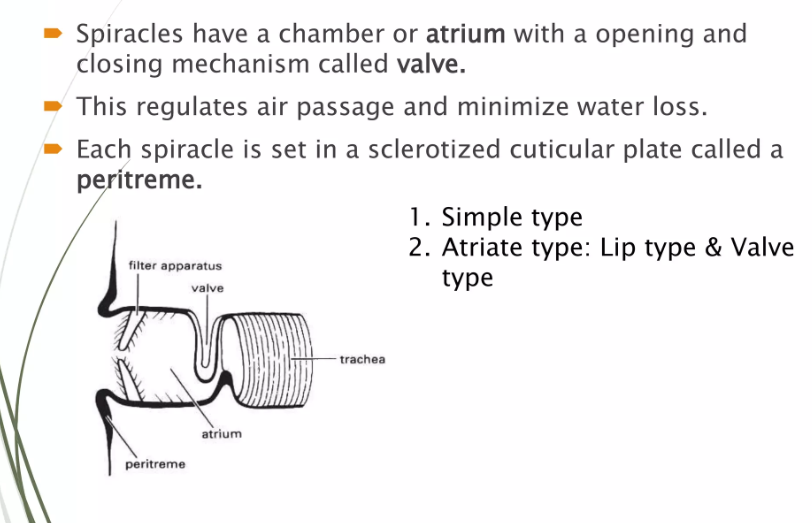 Spiracles have a chamber or atrium with a opening and
closing mechanism called valve.
This regulates air passage and minimize water loss.
Each spiracle is set in a sclerotized cuticular plate called a
peritreme.
1. Simple type
2. Atriate type: Lip type & Valve
type
filter apparatus
valve
trachea
atrium
peritreme